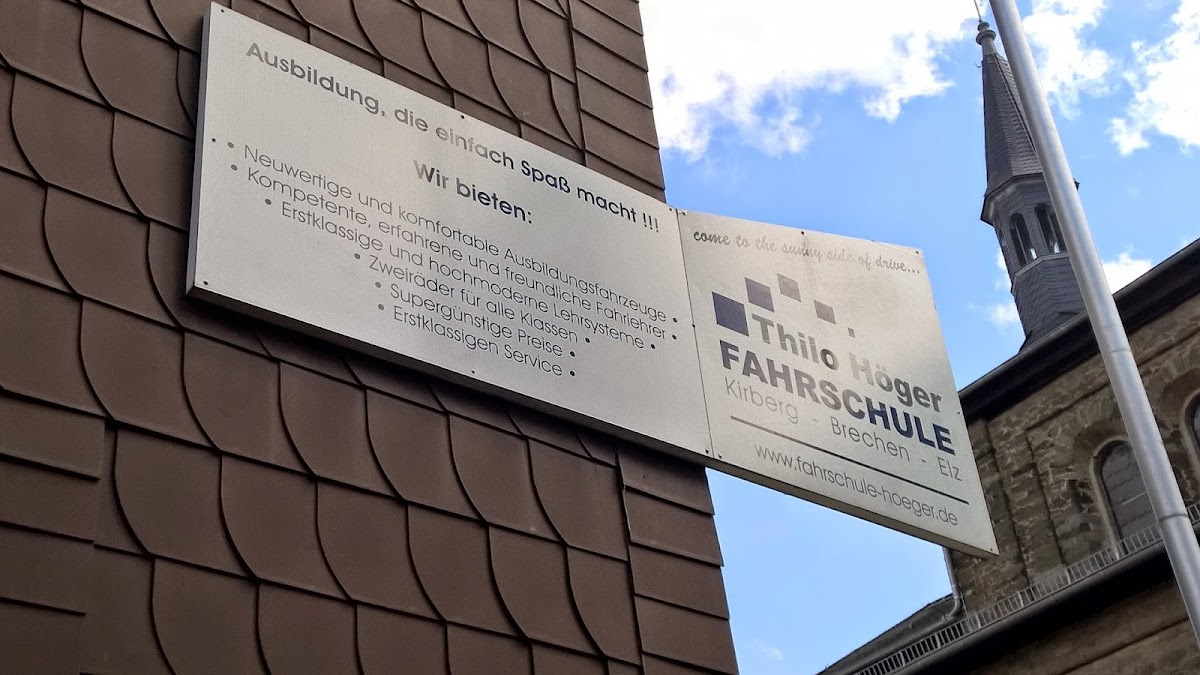 Ausbildung, die einfach Spaß macht !!!
Wir bieten:
• Neuwertige und komfortable Ausbildungsfahrzeuge •
• Kompetente, erfahrene und freundliche Fahrlehrer •
• Erstklassige und hochmoderne Lehrsysteme •
• Zweiräder für alle Klassen •
• Supergünstige Preise •
• Erstklassigen Service •
come to the sunny side of drive...
Thilo Höger
FAHRSCHULE
Kirberg - Brechen - Elz
www.fahrschule-hoeger.de